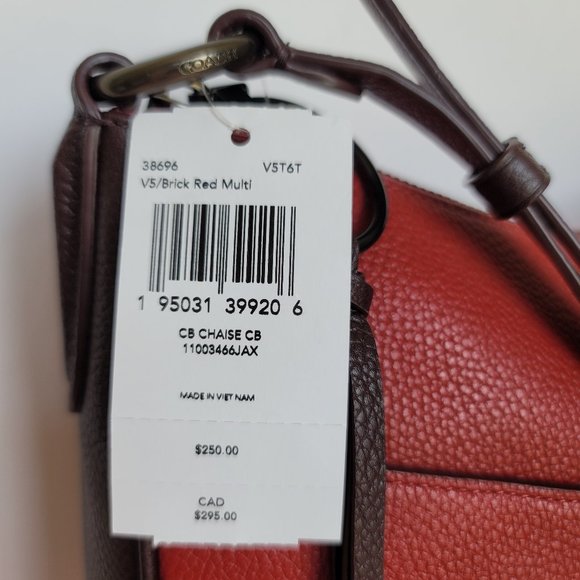 COACH
38696 V5T6T
V5/Brick Red Multi
1 95031 39920 6
CB CHAISE CB
11003466JAX
MADE IN VIET NAM
$250.00
CAD
$295.00